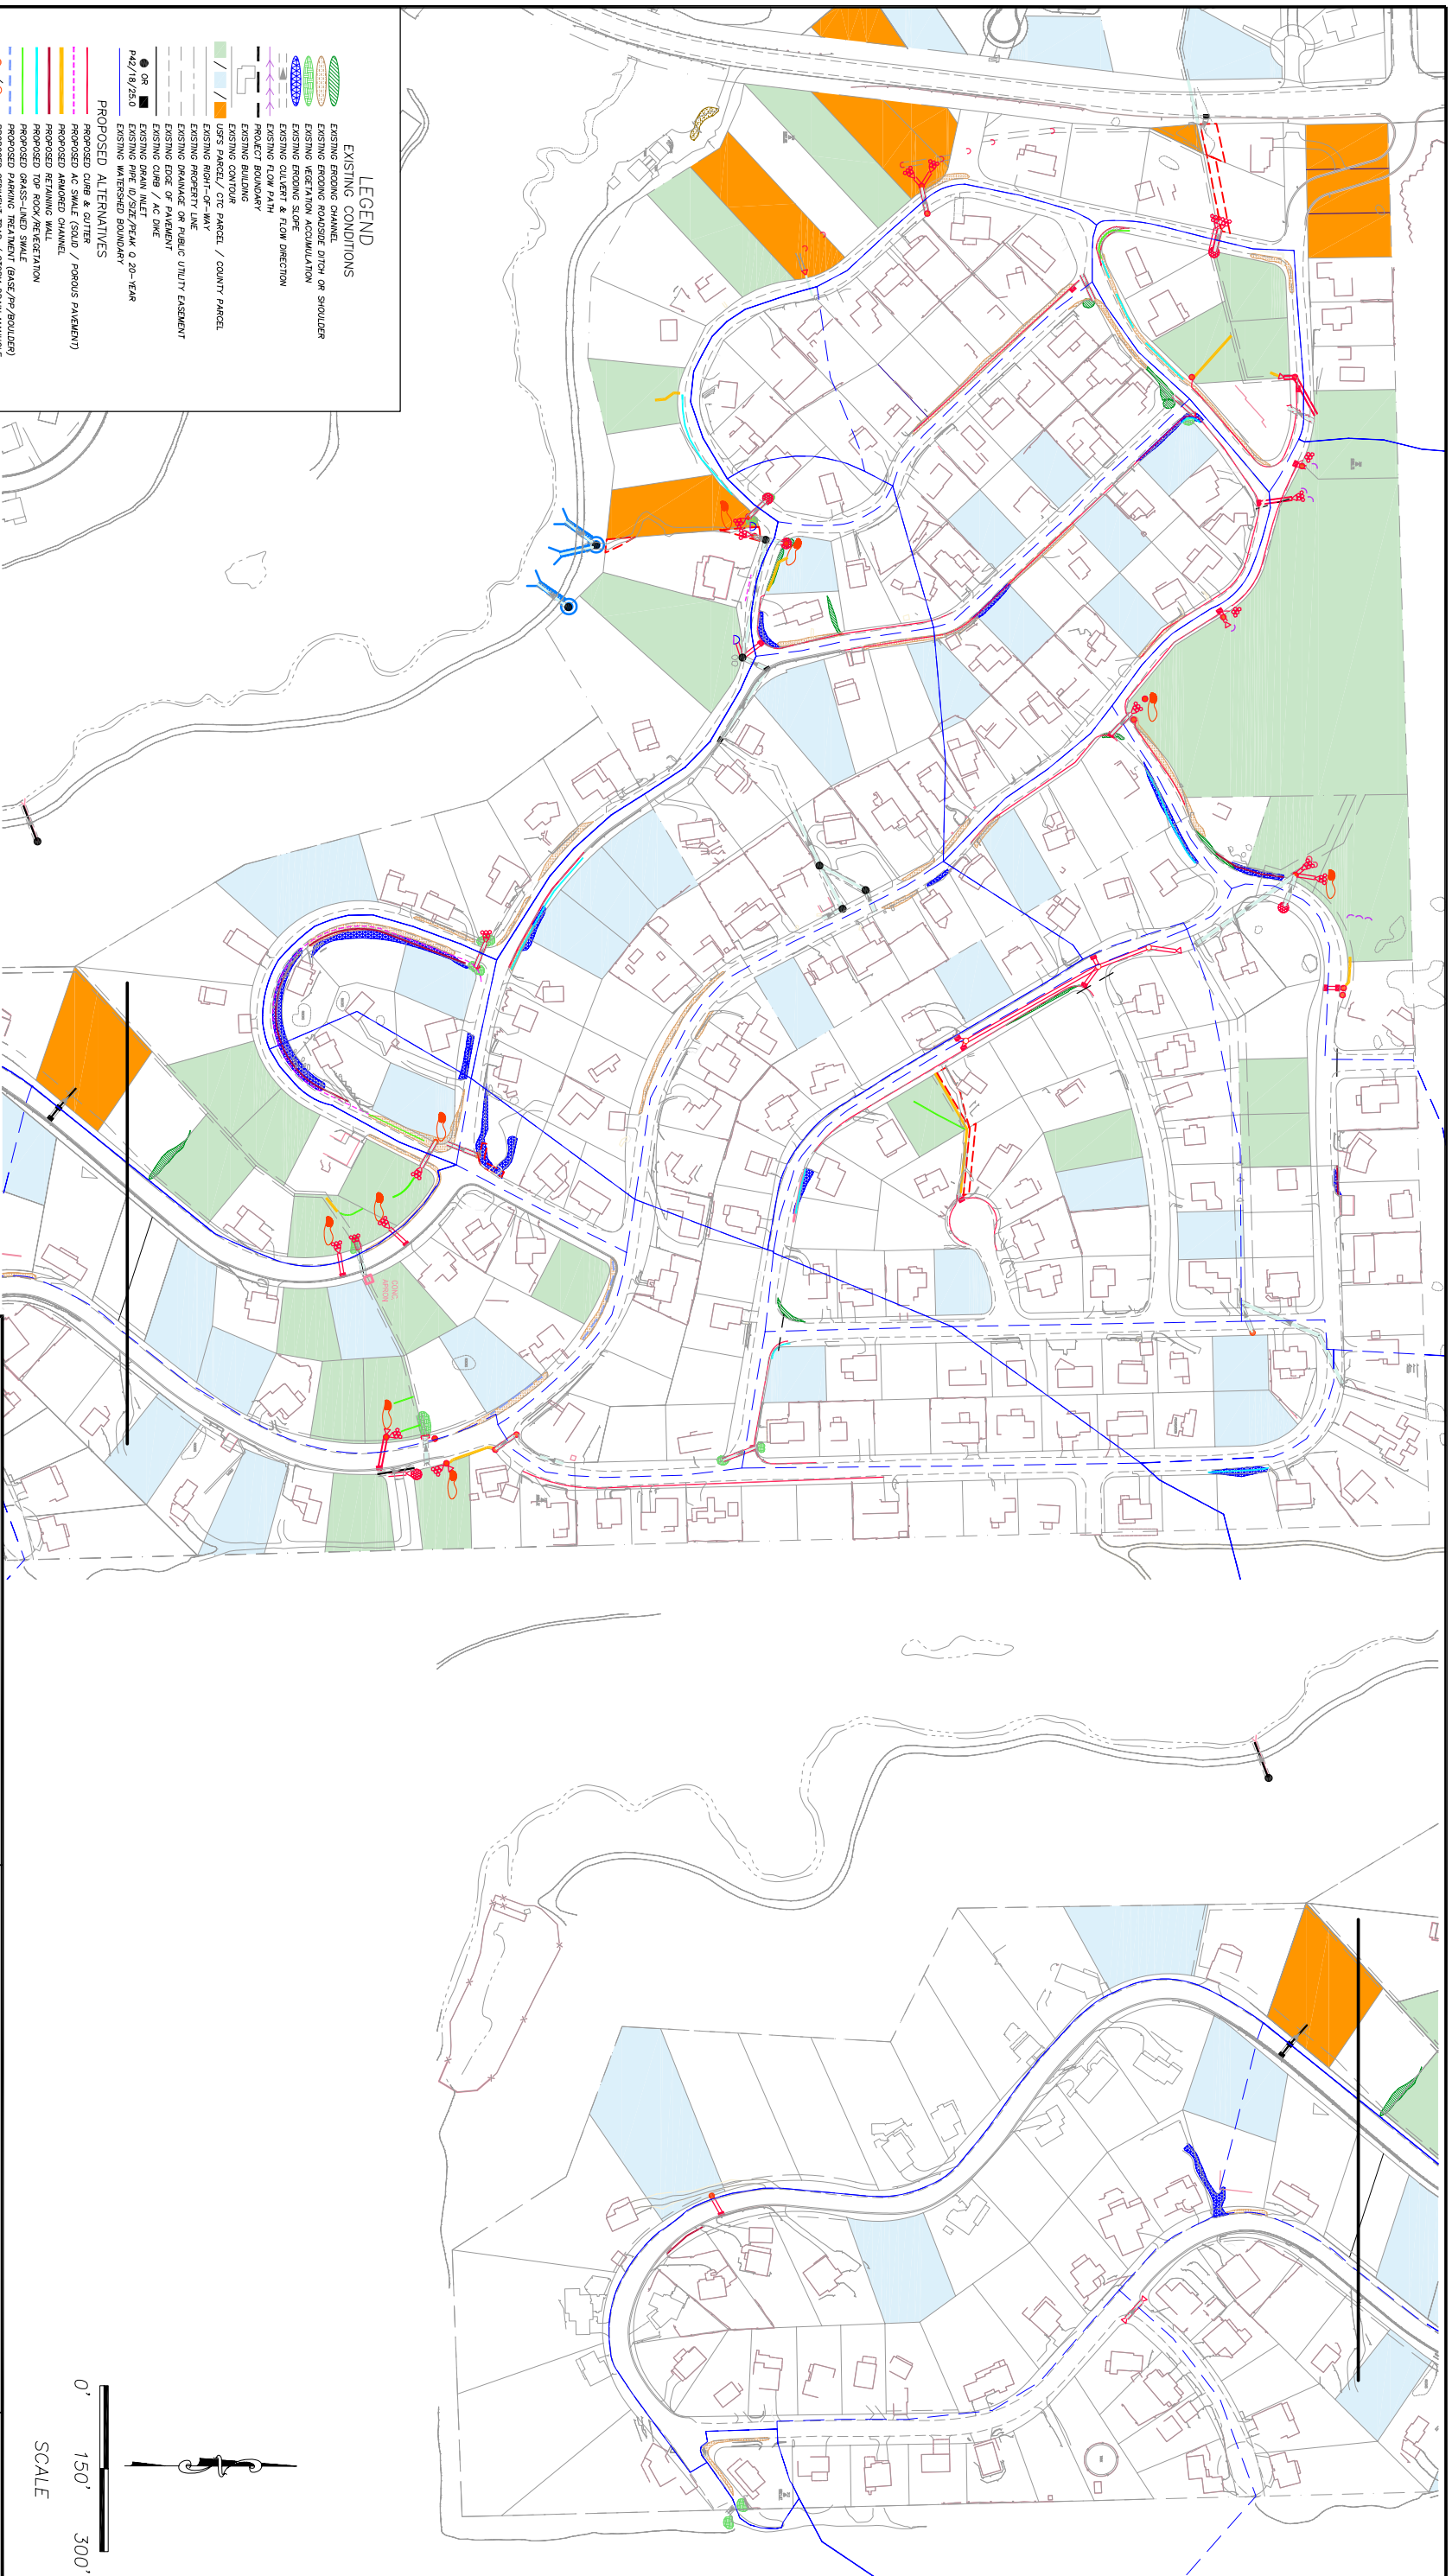 LEGEND
EXISTING CONDITIONS
EXISTING ERODING CHANNEL
EXISTING ERODING ROADSIDE DITCH OR SHOULDER
EXISTING VEGETATION ACCUMULATION
EXISTING ERODING SLOPE
EXISTING CULVERT & FLOW DIRECTION
EXISTING FLOW PATH
PROJECT BOUNDARY
EXISTING BUILDING
EXISTING CONTOUR
USFS PARCEL/ CTC PARCEL / COUNTY PARCEL
EXISTING RIGHT-OF-WAY
EXISTING PROPERTY LINE
EXISTING DRAINAGE OR PUBLIC UTILITY EASEMENT
EXISTING EDGE OF PAVEMENT
EXISTING CURB / AC DIKE
OR EXISTING DRAIN INLET
P42/18/25.0 EXISTING PIPE ID/SIZE/PEAK Q 20-YEAR
EXISTING WATERSHED BOUNDARY
PROPOSED ALTERNATIVES
PROPOSED CURB & GUTTER
PROPOSED AC SWALE (SOLID / POROUS PAVEMENT)
PROPOSED ARMORED CHANNEL
PROPOSED RETAINING WALL
PROPOSED TOP ROCK/REVEGETATION
PROPOSED GRASS-LINED SWALE
PROPOSED PARKING TREATMENT (BASE/PP/BOULDER)
CONC.
APRON
0' 150' 300'
SCALE